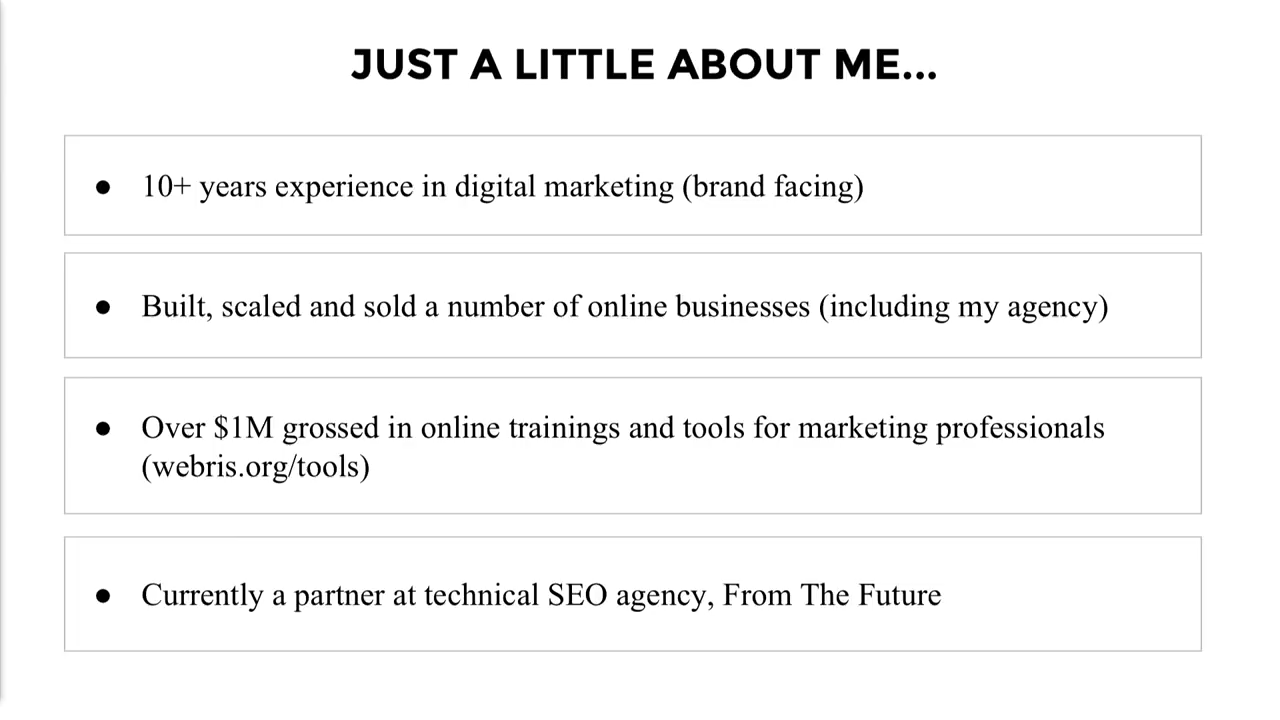 JUST A LITTLE ABOUT ME...
● 10+ years experience in digital marketing (brand facing)
● Built, scaled and sold a number of online businesses (including my agency)
● Over $1M grossed in online trainings and tools for marketing professionals
(webris.org/tools)
● Currently a partner at technical SEO agency, From The Future